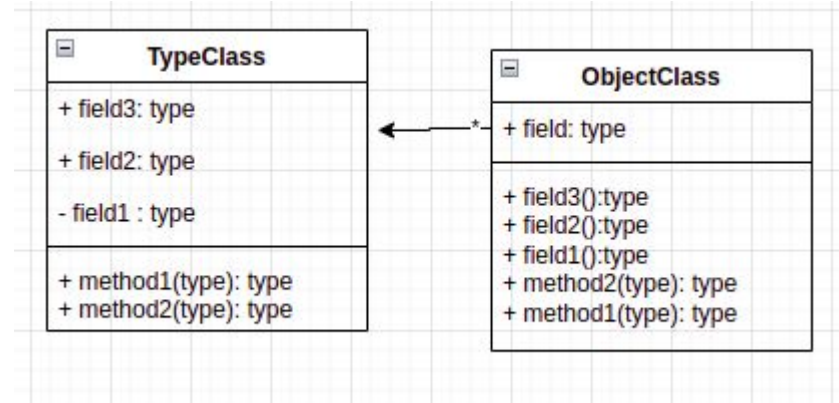 TypeClass
+ field3: type
+ field2: type
- field1 : type
+ method1(type): type
+ method2(type): type
*
ObjectClass
+ field: type
+ field3():type
+ field2():type
+ field1():type
+ method2(type): type
+ method1(type): type